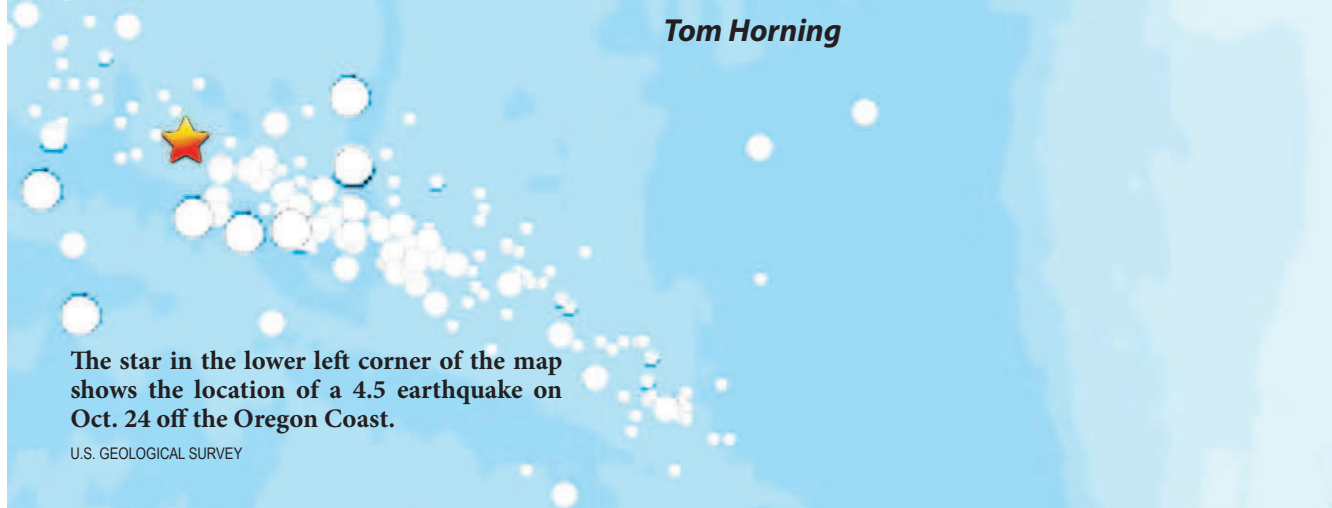 Tom Horning
The star in the lower left corner of the map
shows the location of a 4.5 earthquake on
Oct. 24 off the Oregon Coast.
U.S. GEOLOGICAL SURVEY